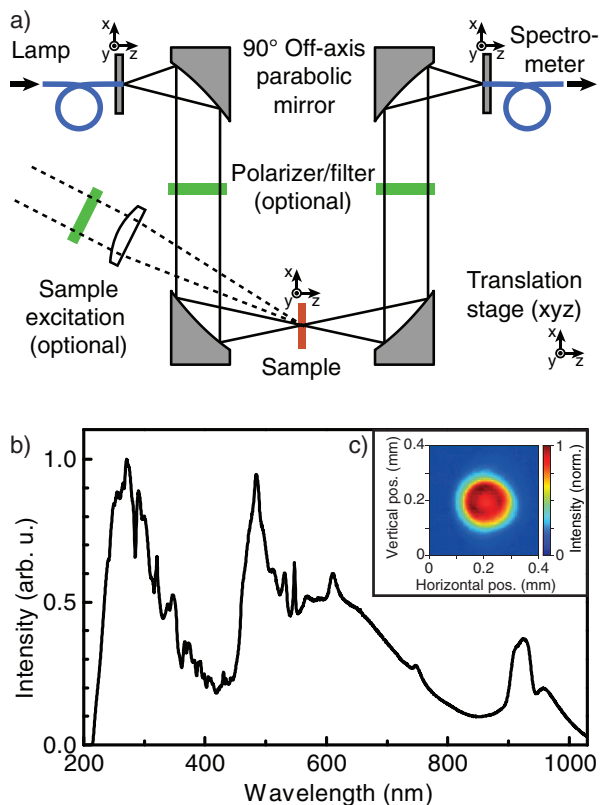 a)
x
y z
Lamp
90° Off-axis
parabolic
mirror
x
y z
Spectro-
meter
Polarizer/filter
(optional)
Sample
excitation
(optional)
x
y z
Sample
Translation
stage (xyz)
x
y z
b)
Intensity (arb. u.)
1.0
0.5
0.0
200
400
600
800
1000
Wavelength (nm)
c)
Vertical pos. (mm)
0.4
0.2
0
0
0.2
0.4
Horizontal pos. (mm)
1
0
Intensity (norm.)